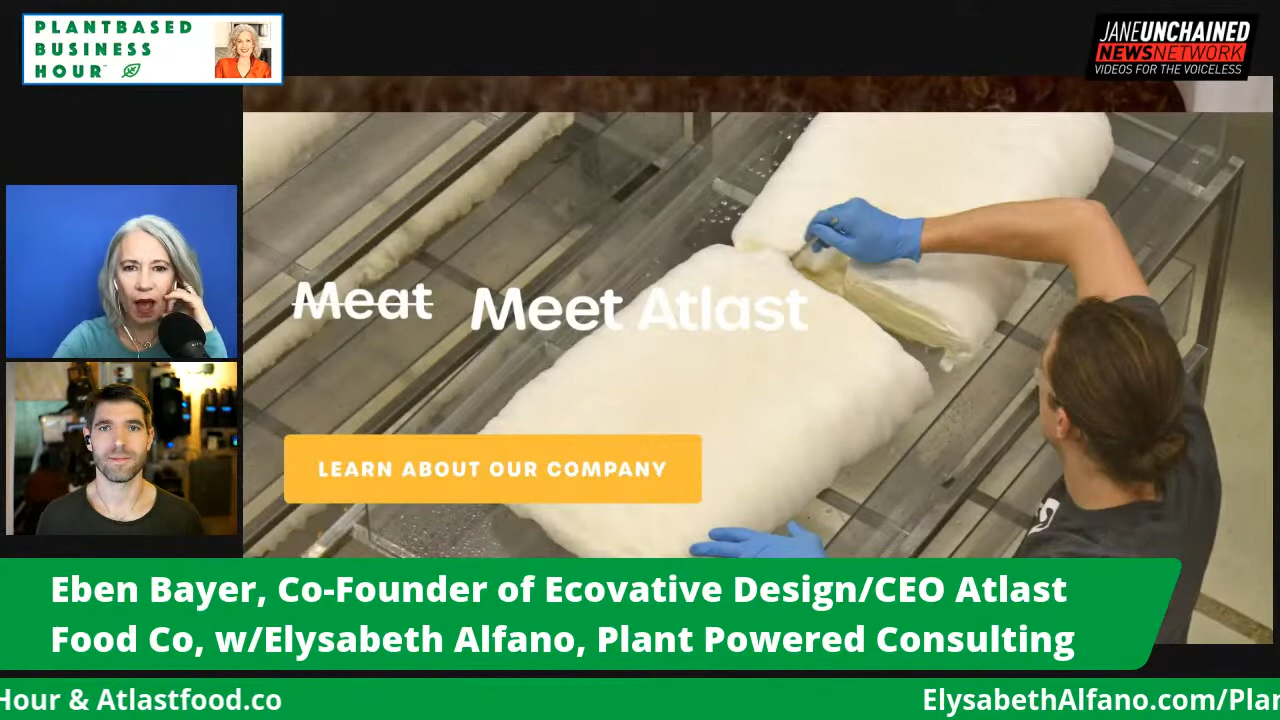 PLANTBASED
BUSINESS
HOUR
JANEUNCHAINED
NEWSNETWORK
VIDEOS FOR THE VOICELESS
Meat Meet Atlast
LEARN ABOUT OUR COMPANY
Eben Bayer, Co-Founder of Ecovative Design/CEO Atlast
Food Co, w/Elysabeth Alfano, Plant Powered Consulting
Hour & Atlastfood.co
ElysabethAlfano.com/Plan